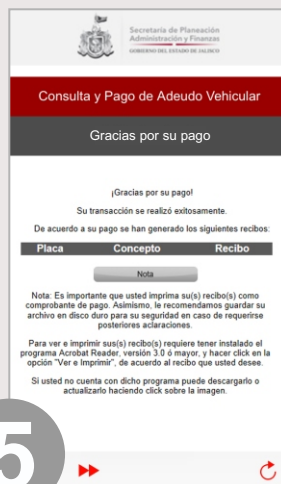 Secretaría de Planeación
Administración y Finanzas
GOBIERNO DEL ESTADO DE JALISCO
Consulta y Pago de Adeudo Vehicular
Gracias por su pago
¡Gracias por su pago!
Su transacción se realizó exitosamente.
De acuerdo a su pago se han generado los siguientes recibos:
Placa Concepto Recibo
Nota
Nota: Es importante que usted imprima su(s) recibo(s) como
comprobante de pago. Asimismo, le recomendamos guardar su
archivo en disco duro para su seguridad en caso de requerirse
posteriores aclaraciones.
Para ver e imprimir sus(s) recibo(s) requiere tener instalado el
programa Acrobat Reader, versión 3.0 ó mayor, y hacer click en la
opción "Ver e Imprimir", de acuerdo al recibo que usted desee.
Si usted no cuenta con dicho programa puede descargarlo o
actualizarlo haciendo click sobre la imagen.
5